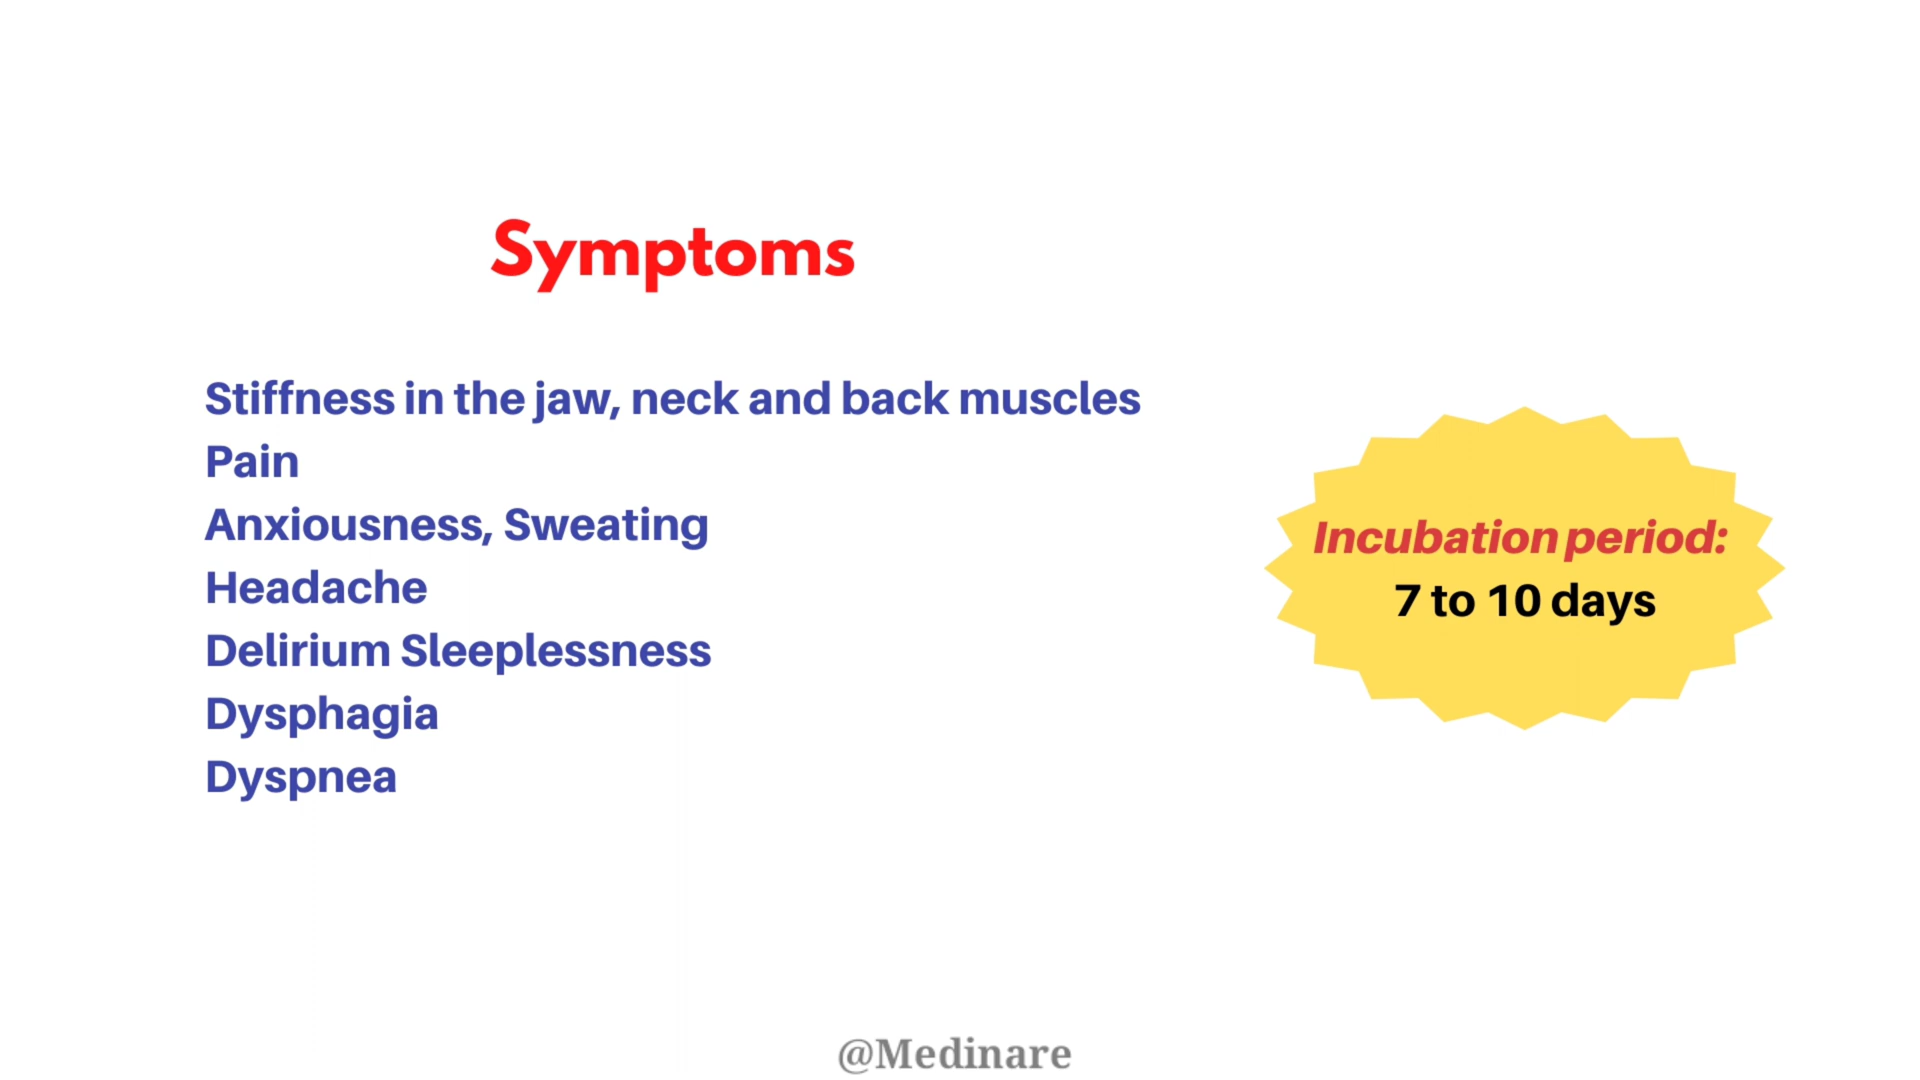 Symptoms
Stiffness in the jaw, neck and back muscles
Pain
Anxiousness, Sweating
Headache
Delirium Sleeplessness
Dysphagia
Dyspnea
Incubation period:
7 to 10 days
@Medinare